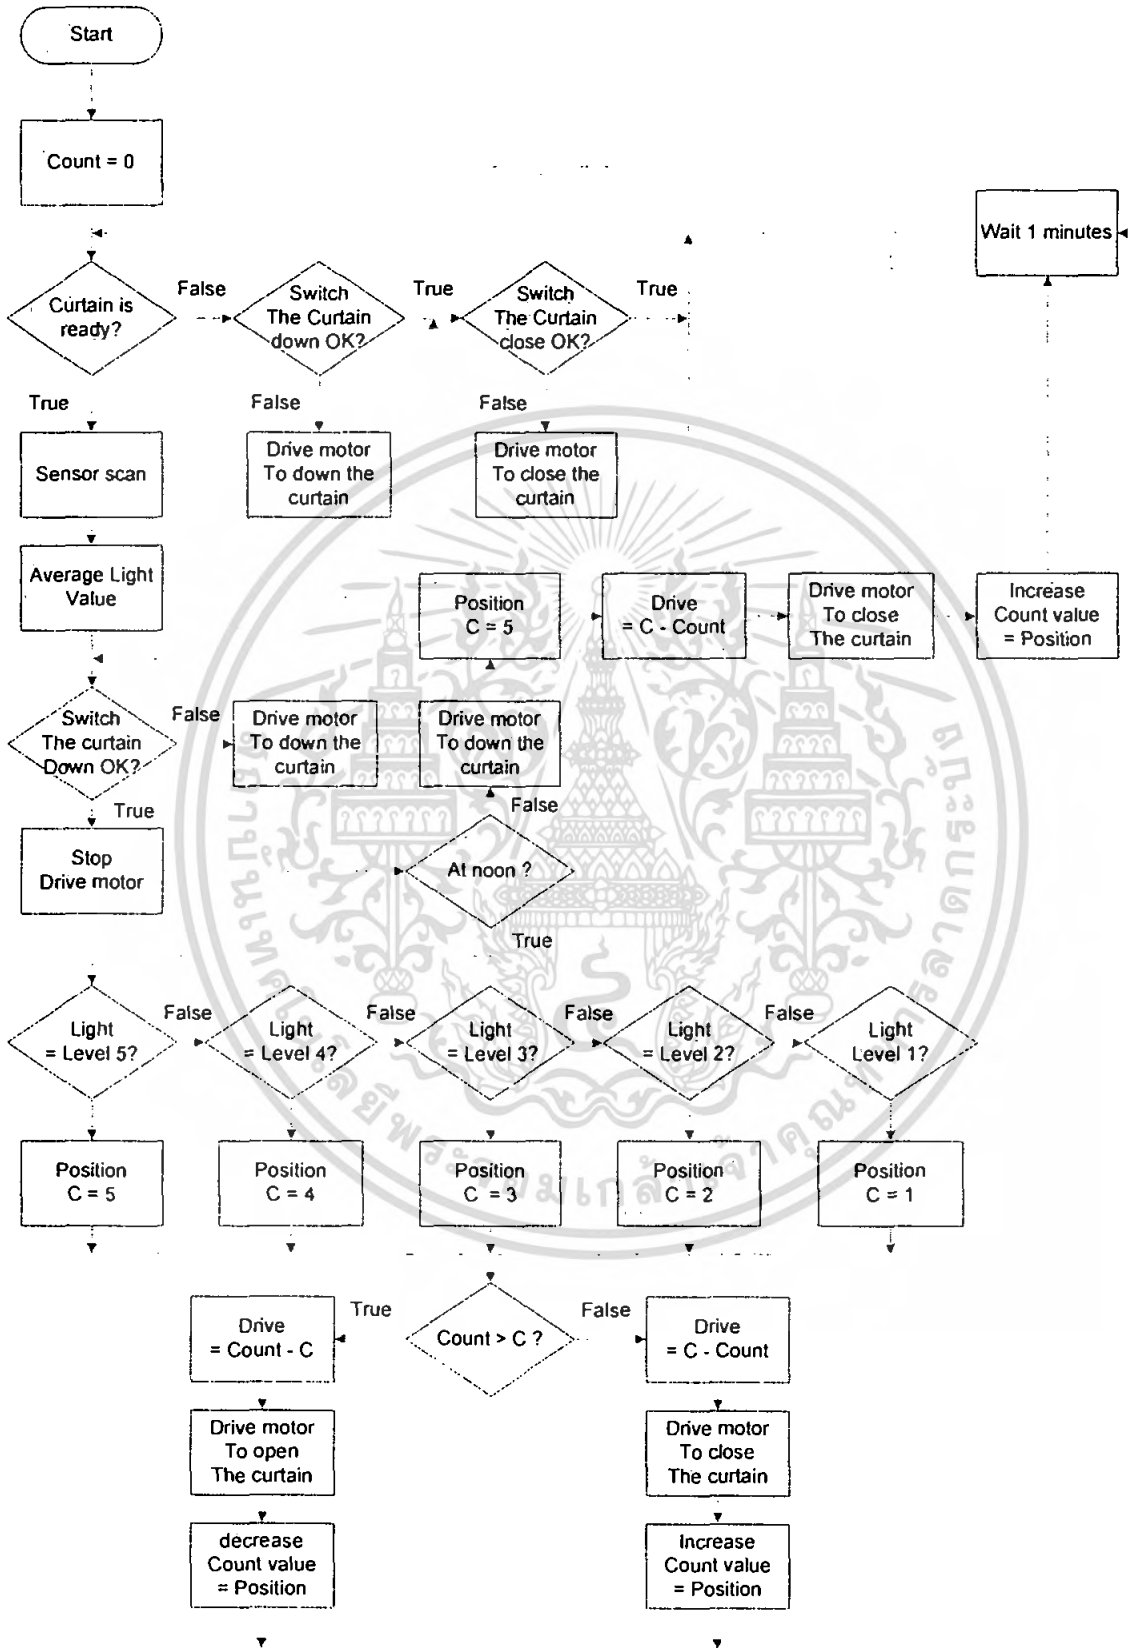 Start
Count = 0
Wait 1 minutes
Curtain is
ready?
False
Switch
The Curtain
down OK?
True
Switch
The Curtain
close OK?
True
True
False
False
Sensor scan
Drive motor
To down the
curtain
Drive motor
To close the
curtain
Average Light
Value
Position
C = 5
Drive
= C - Count
Drive motor
To close
The curtain
Increase
Count value
= Position
Switch
The curtain
Down OK?
False
Drive motor
To down the
curtain
Drive motor
To down the
curtain
True
False
Stop
Drive motor
At noon ?
True
Light
= Level 5?
False
Light
= Level 4?
False
Light
= Level 3?
False
Light
= Level 2?
False
Light
Level 1?
Position
C = 5
Position
C = 4
Position
C = 3
Position
C = 2
Position
C = 1
Drive
= Count - C
True
Count > C ?
False
Drive
= C - Count
Drive motor
To open
The curtain
Drive motor
To close
The curtain
decrease
Count value
= Position
Increase
Count value
= Position